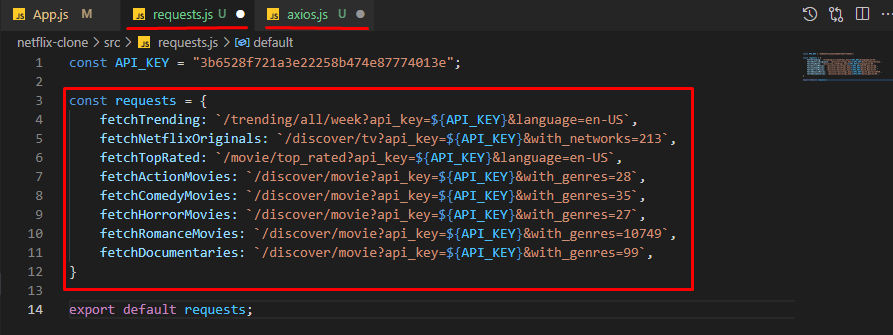 App.js M requests.js U axios.js U
netflix-clone > src > requests.js > default
1 const API_KEY = "3b6528f721a3e22258b474e87774013e";
2
3 const requests = {
4 fetchTrending: `/trending/all/week?api_key=${API_KEY}&language=en-US`,
5 fetchNetflixOriginals: `/discover/tv?api_key=${API_KEY}&with_networks=213`,
6 fetchTopRated: `/movie/top_rated?api_key=${API_KEY}&language=en-US`,
7 fetchActionMovies: `/discover/movie?api_key=${API_KEY}&with_genres=28`,
8 fetchComedyMovies: `/discover/movie?api_key=${API_KEY}&with_genres=35`,
9 fetchHorrorMovies: `/discover/movie?api_key=${API_KEY}&with_genres=27`,
10 fetchRomanceMovies: `/discover/movie?api_key=${API_KEY}&with_genres=10749`,
11 fetchDocumentaries: `/discover/movie?api_key=${API_KEY}&with_genres=99`,
12 }
13
14 export default requests;